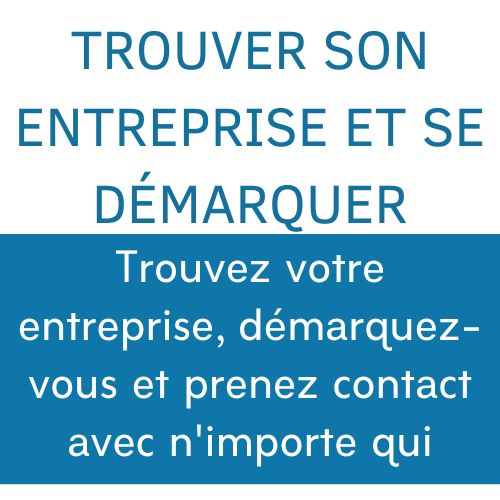 TROUVER SON
ENTREPRISE ET SE
DÉMARQUER
Trouvez votre
entreprise, démarquez-
vous et prenez contact
avec n'importe qui